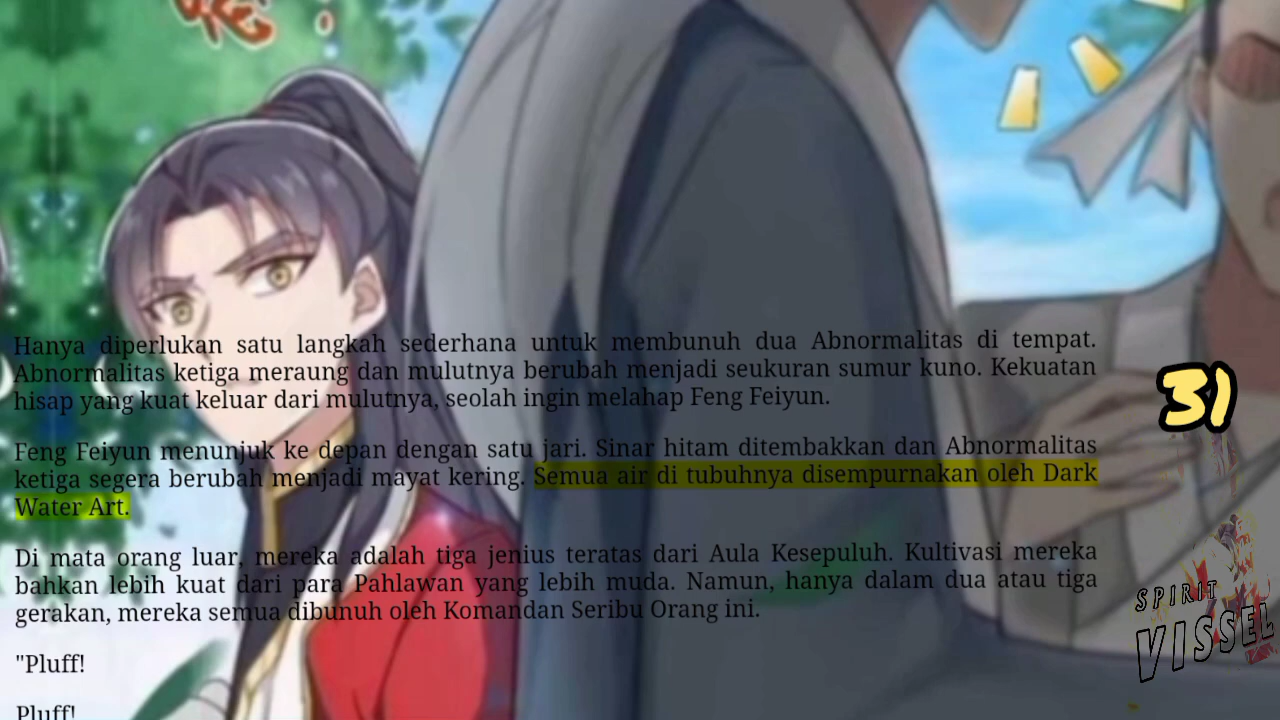 Hanya diperlukan satu langkah sederhana untuk membunuh dua Abnormalitas di tempat.
Abnormalitas ketiga meraung dan mulutnya berubah menjadi seukuran sumur kuno. Kekuatan
hisap yang kuat keluar dari mulutnya, seolah ingin melahap Feng Feiyun.
Feng Feiyun menunjuk ke depan dengan satu jari. Sinar hitam ditembakkan dan Abnormalitas
ketiga segera berubah menjadi mayat kering. Semua air di tubuhnya disempurnakan oleh Dark
Water Art.
Di mata orang luar, mereka adalah tiga jenius teratas dari Aula Kesepuluh. Kultivasi mereka
bahkan lebih kuat dari para Pahlawan yang lebih muda. Namun, hanya dalam dua atau tiga
gerakan, mereka semua dibunuh oleh Komandan Seribu Orang ini.
"Pluff!
Pluff!
31
SPIRIT
VISSEL